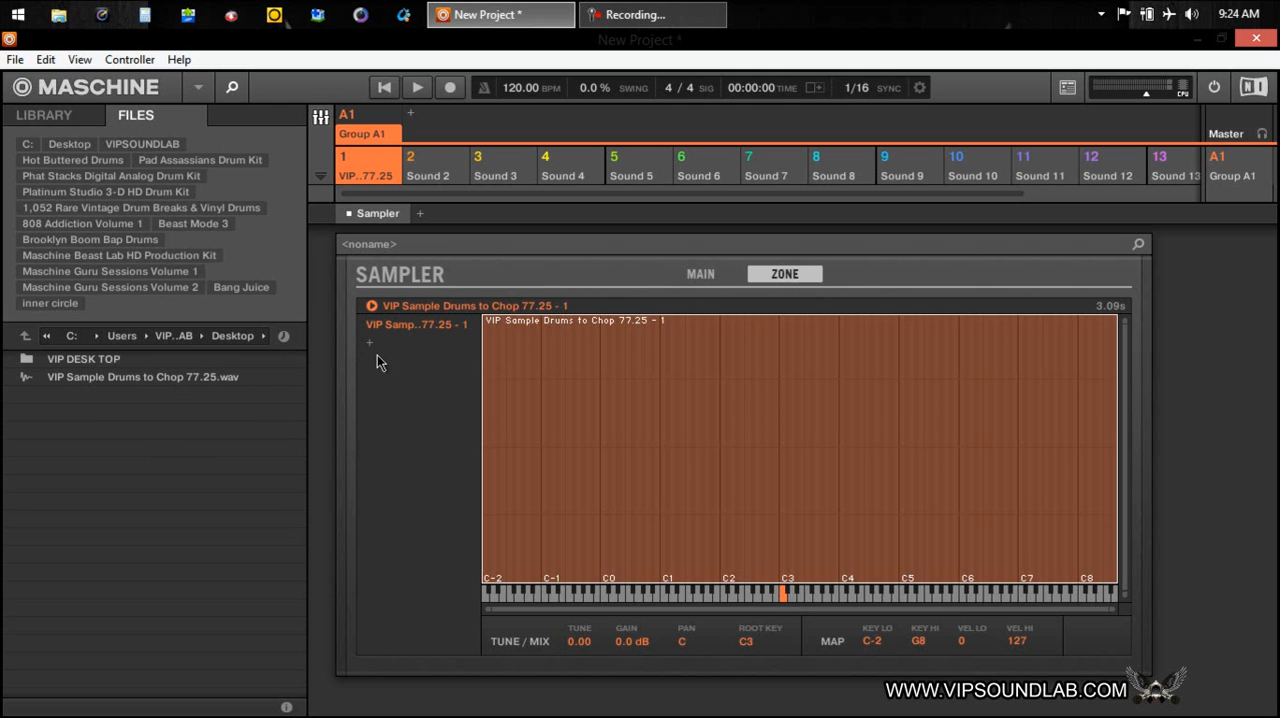 New Project *
Recording...
9:24 AM
New Project *
File Edit View Controller Help
MASCHINE
120.00 BPM 0.0 % SWING 4 / 4 SIG 00:00:00 TIME 1/16 SYNC
CPU
LIBRARY FILES
A1 +
Group A1
Master
C: Desktop VIPSOUNDLAB
Hot Buttered Drums Pad Assassians Drum Kit
Phat Stacks Digital Analog Drum Kit
Platinum Studio 3-D HD Drum Kit
1,052 Rare Vintage Drum Breaks & Vinyl Drums
808 Addiction Volume 1 Beast Mode 3
Brooklyn Boom Bap Drums
Maschine Beast Lab HD Production Kit
Maschine Guru Sessions Volume 1
Maschine Guru Sessions Volume 2 Bang Juice
inner circle
1 2 3 4 5 6 7 8 9 10 11 12 13 A1
VIP..77.25 Sound 2 Sound 3 Sound 4 Sound 5 Sound 6 Sound 7 Sound 8 Sound 9 Sound 10 Sound 11 Sound 12 Sound 13 Group A1
Sampler +
<noname>
SAMPLER MAIN ZONE
VIP Sample Drums to Chop 77.25 - 1 3.09s
VIP Samp..77.25 - 1
VIP Sample Drums to Chop 77.25 - 1
+
C: Users VIP..AB Desktop
VIP DESK TOP
VIP Sample Drums to Chop 77.25.wav
C-2 C-1 C0 C1 C2 C3 C4 C5 C6 C7 C8
TUNE GAIN PAN ROOT KEY KEY LO KEY HI VEL LO VEL HI
TUNE / MIX 0.00 0.0 dB C C3 MAP C-2 G8 0 127
WWW.VIPSOUNDLAB.COM